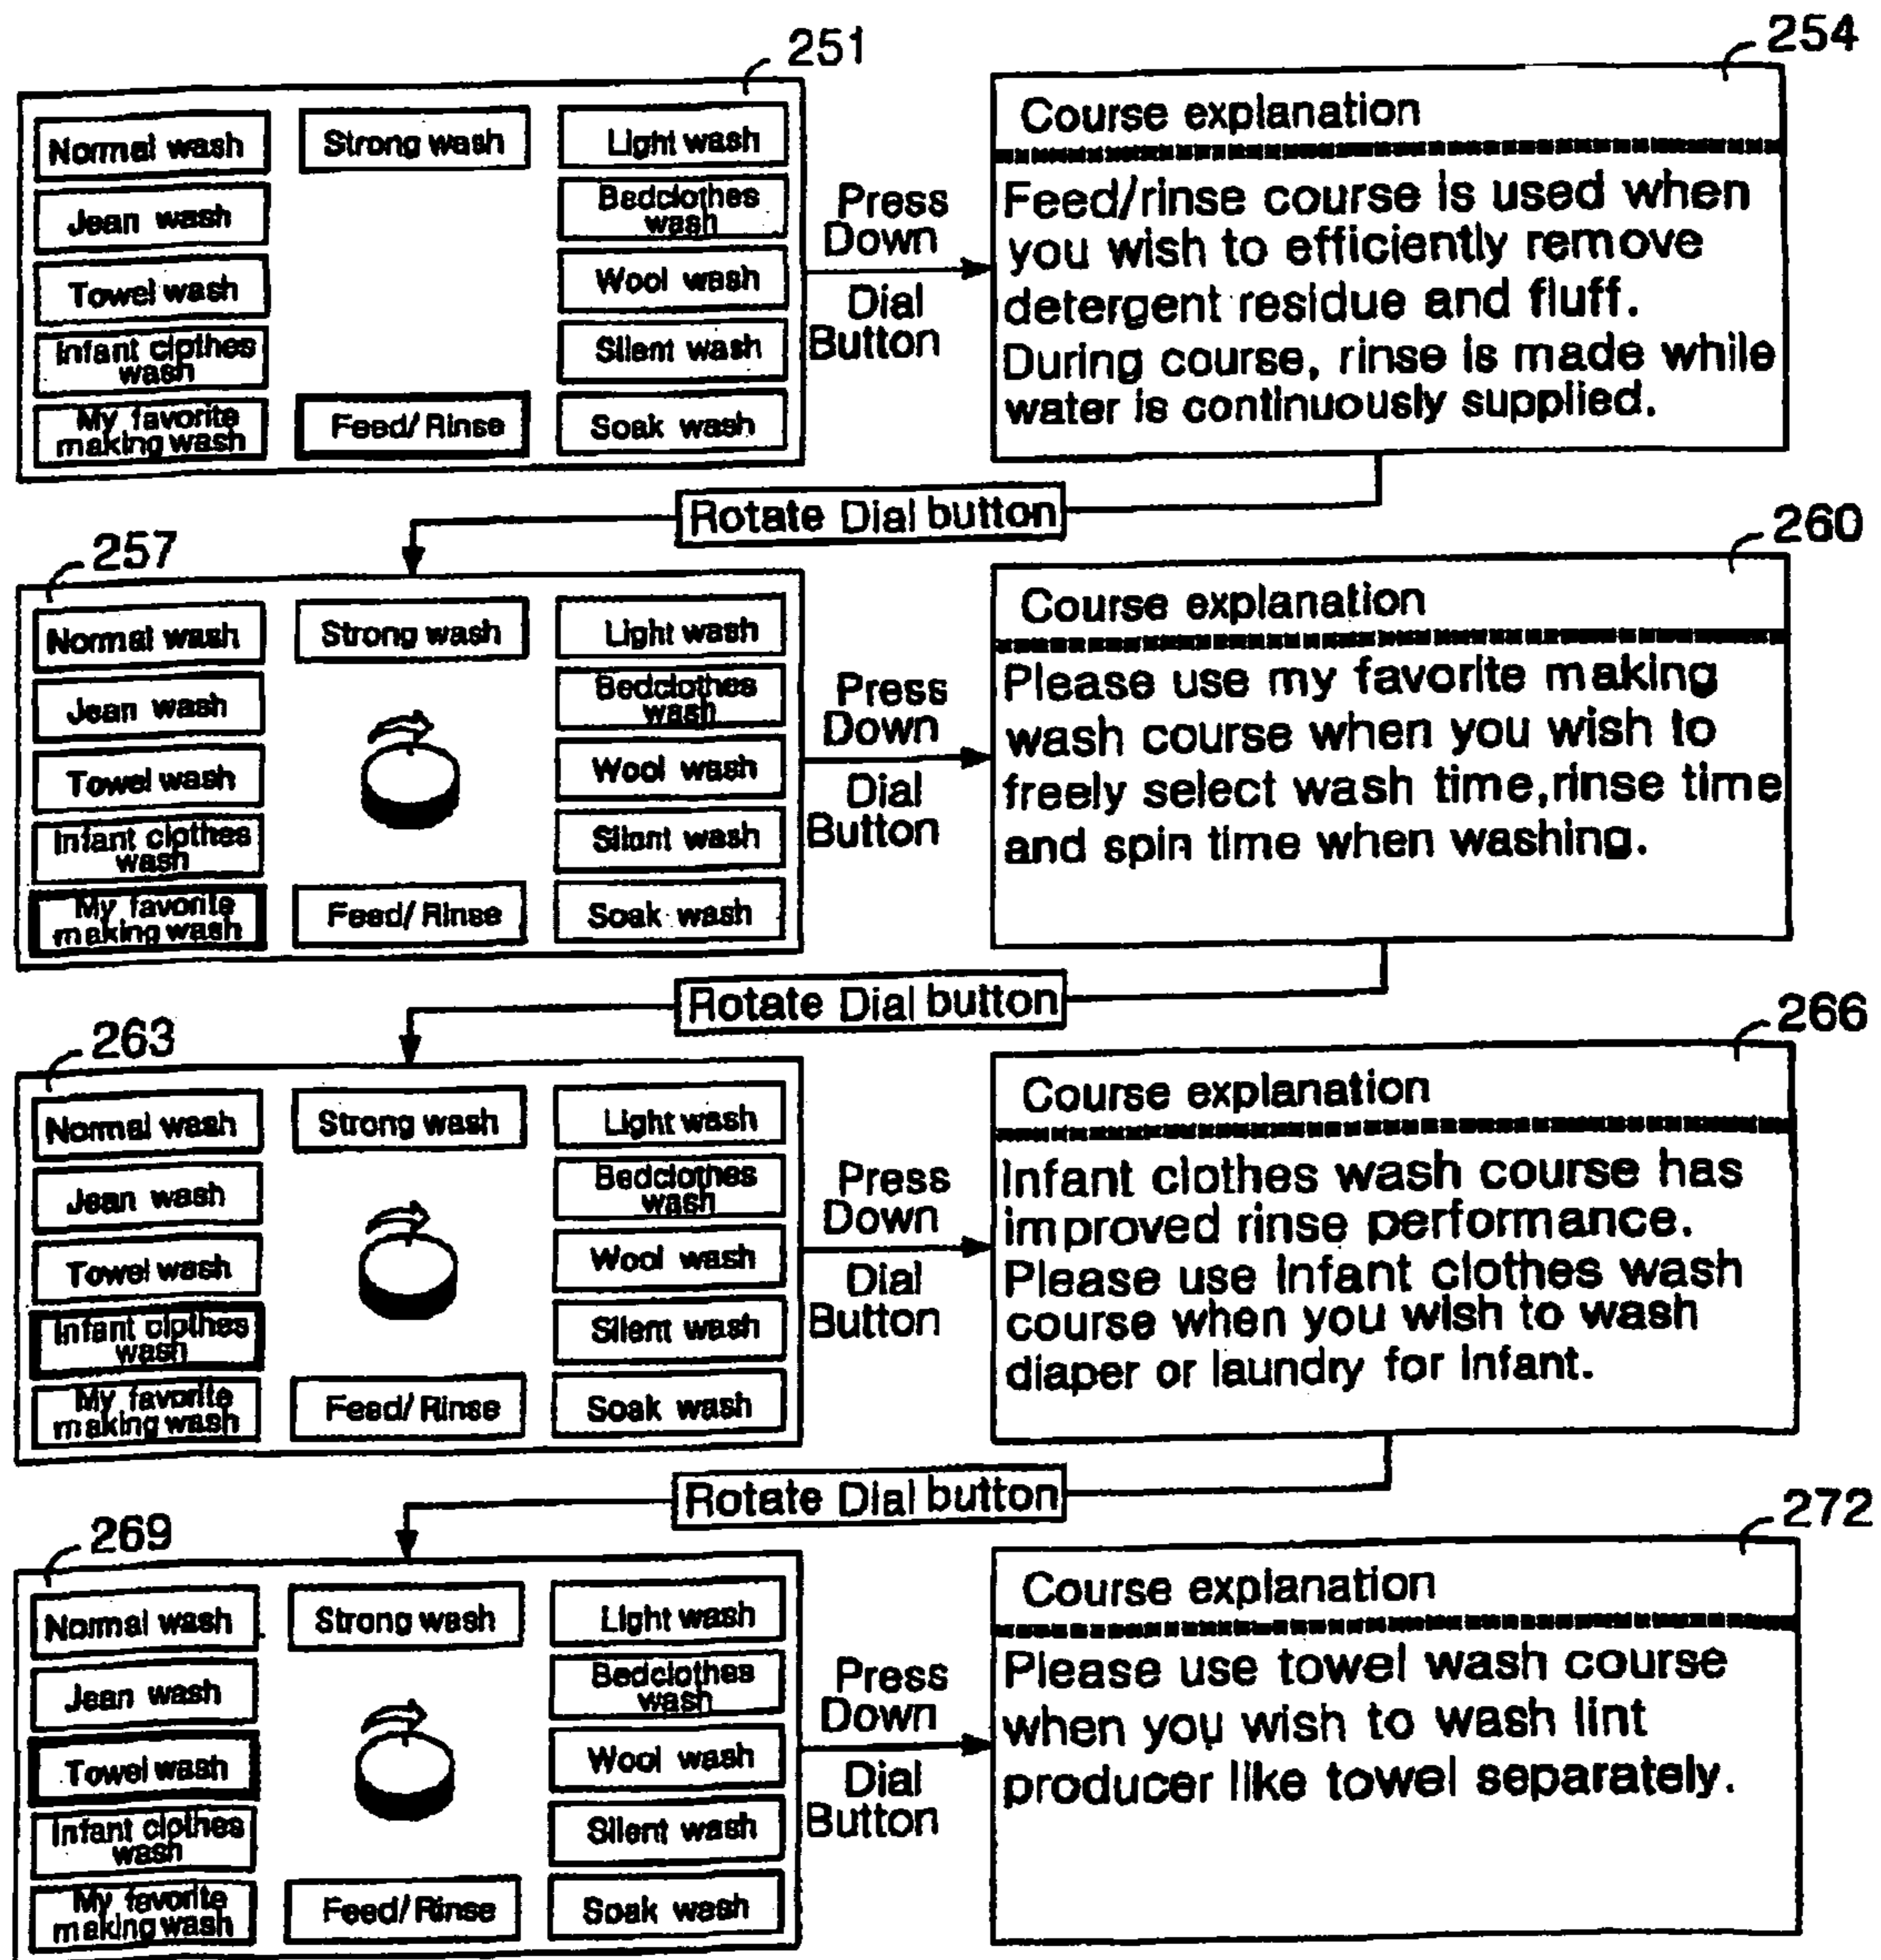 251
Normal wash
Strong wash
Light wash
Jean wash
Bedclothes
wash
Towel wash
Wool wash
Infant clothes
wash
Silent wash
My favorite
making wash
Feed/Rinse
Soak wash
Press
Down
Dial
Button
254
Course explanation
Feed/rinse course is used when
you wish to efficiently remove
detergent residue and fluff.
During course, rinse is made while
water is continuously supplied.
Rotate Dial button
257
Normal wash
Strong wash
Light wash
Jean wash
Bedclothes
wash
Towel wash
Wool wash
Infant clothes
wash
Silent wash
My favorite
making wash
Feed/Rinse
Soak wash
Press
Down
Dial
Button
260
Course explanation
Please use my favorite making
wash course when you wish to
freely select wash time,rinse time
and spin time when washing.
Rotate Dial button
263
Normal wash
Strong wash
Light wash
Jean wash
Bedclothes
wash
Towel wash
Wool wash
Infant clothes
wash
Silent wash
My favorite
making wash
Feed/Rinse
Soak wash
Press
Down
Dial
Button
266
Course explanation
Infant clothes wash course has
improved rinse performance.
Please use infant clothes wash
course when you wish to wash
diaper or laundry for infant.
Rotate Dial button
269
Normal wash
Strong wash
Light wash
Jean wash
Bedclothes
wash
Towel wash
Wool wash
Infant clothes
wash
Silent wash
My favorite
making wash
Feed/Rinse
Soak wash
Press
Down
Dial
Button
272
Course explanation
Please use towel wash course
when you wish to wash lint
producer like towel separately.